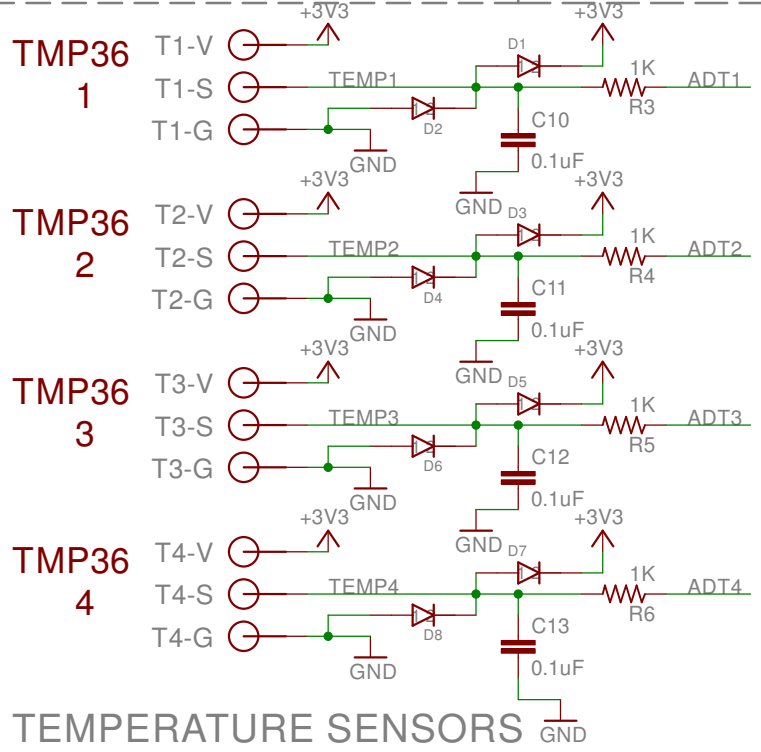 +3V3 +3V3
TMP36 T1-V D1
1 T1-S TEMP1 1K ADT1
T1-G D2 C10 R3
GND 0.1uF
+3V3 GND +3V3
TMP36 T2-V D3
2 T2-S TEMP2 1K ADT2
T2-G D4 C11 R4
GND 0.1uF
+3V3 GND +3V3
TMP36 T3-V D5
3 T3-S TEMP3 1K ADT3
T3-G D6 C12 R5
GND 0.1uF
+3V3 GND +3V3
TMP36 T4-V D7
4 T4-S TEMP4 1K ADT4
T4-G D8 C13 R6
GND 0.1uF
TEMPERATURE SENSORS GND